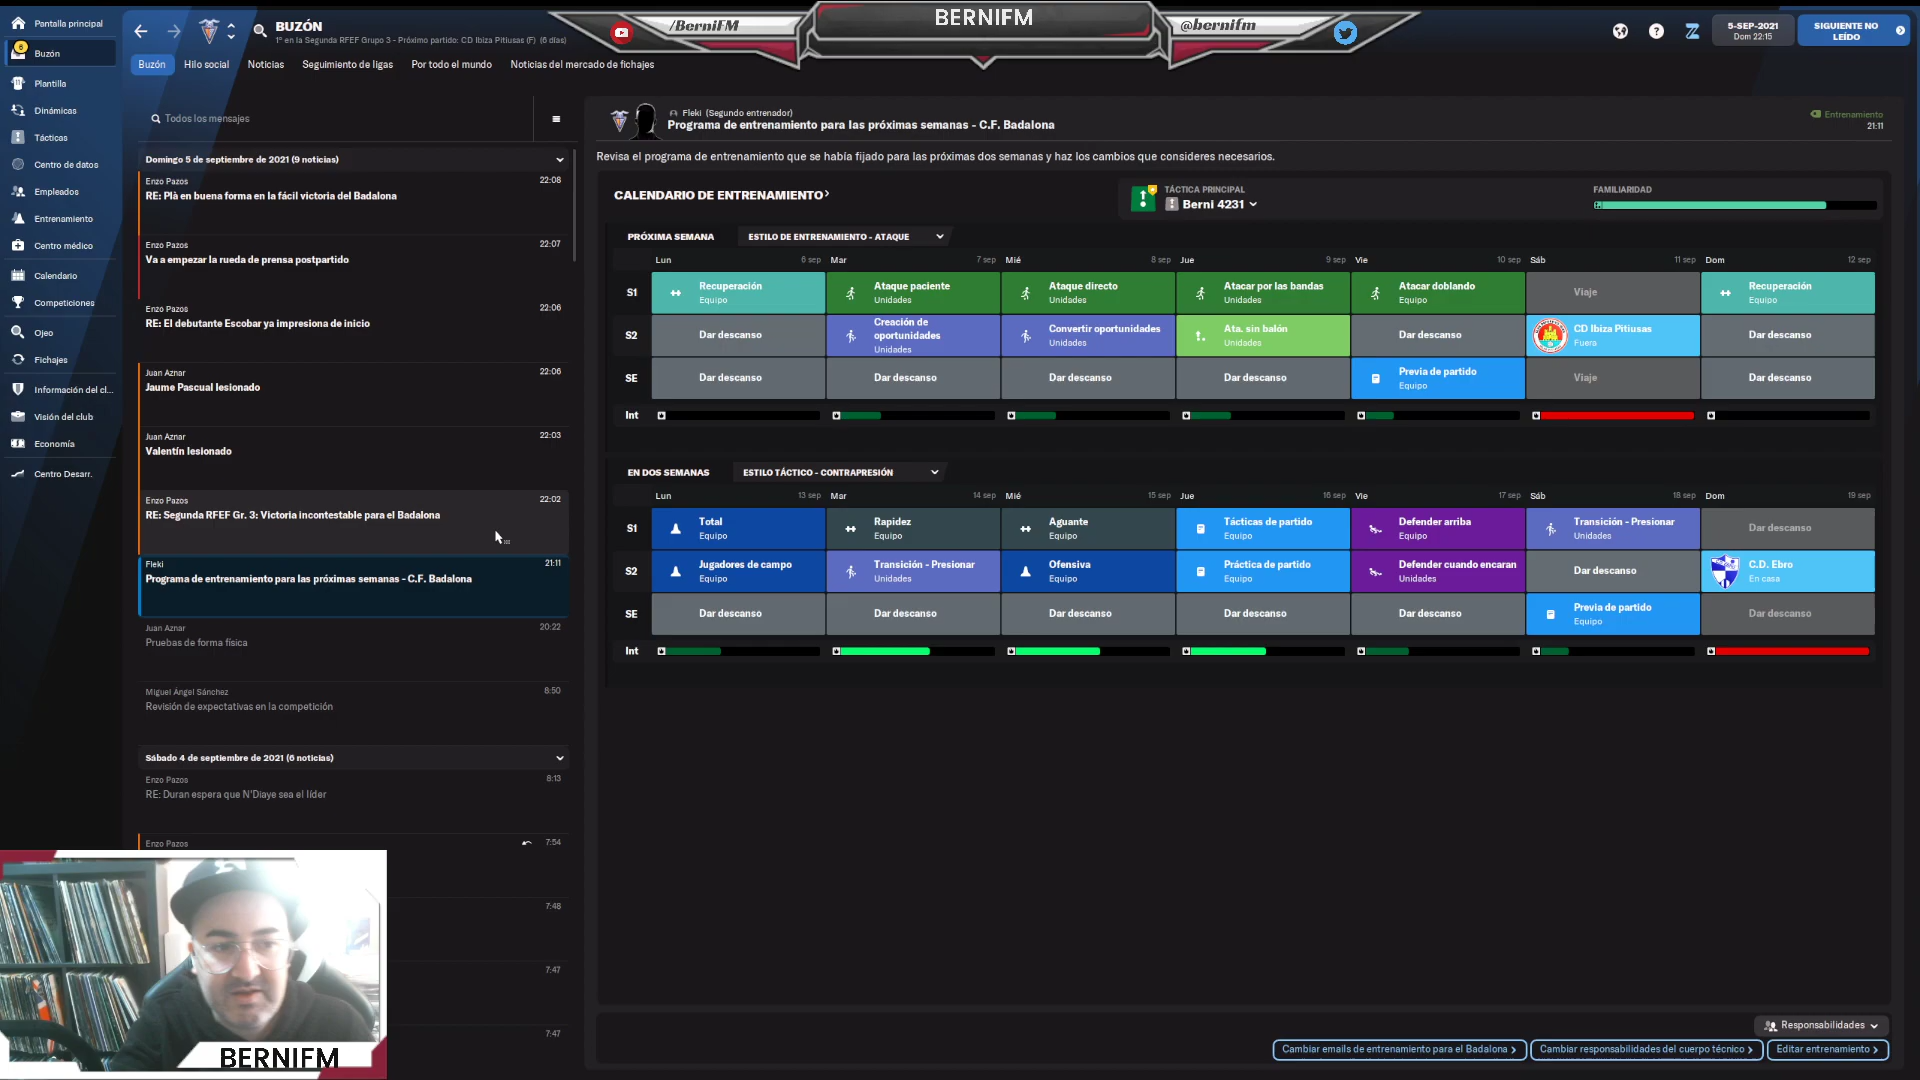 Pantalla principal
6
Buzón
Plantilla
Dinámicas
Tácticas
Centro de datos
Empleados
Entrenamiento
Centro médico
Calendario
Competiciones
Ojeo
Fichajes
Información del cl...
Visión del club
Economía
Centro Desarr.
BUZÓN
1º en la Segunda RFEF Grupo 3 - Próximo partido: CD Ibiza Pitiusas (F) (6 días)
/BerniFM
BERNIFM
@bernifm
5-SEP-2021
Dom 22:15
SIGUIENTE NO LEÍDO
Buzón
Hilo social
Noticias
Seguimiento de ligas
Por todo el mundo
Noticias del mercado de fichajes
Todos los mensajes
Domingo 5 de septiembre de 2021 (9 noticias)
Enzo Pazos 22:08
RE: Plà en buena forma en la fácil victoria del Badalona
Enzo Pazos 22:07
Va a empezar la rueda de prensa postpartido
Enzo Pazos 22:06
RE: El debutante Escobar ya impresiona de inicio
Juan Aznar 22:06
Jaume Pascual lesionado
Juan Aznar 22:03
Valentín lesionado
Enzo Pazos 22:02
RE: Segunda RFEF Gr. 3: Victoria incontestable para el Badalona
Fleki 21:11
Programa de entrenamiento para las próximas semanas - C.F. Badalona
Juan Aznar 20:22
Pruebas de forma física
Miguel Ángel Sánchez 8:50
Revisión de expectativas en la competición
Sábado 4 de septiembre de 2021 (6 noticias)
Enzo Pazos 8:13
RE: Duran espera que N'Diaye sea el líder
Enzo Pazos 7:54
7:48
7:47
7:47
BERNIFM
Fleki (Segundo entrenador)
Programa de entrenamiento para las próximas semanas - C.F. Badalona
Entrenamiento
21:11
Revisa el programa de entrenamiento que se había fijado para las próximas dos semanas y haz los cambios que consideres necesarios.
CALENDARIO DE ENTRENAMIENTO
TÁCTICA PRINCIPAL
Berni 4231
FAMILIARIDAD
PRÓXIMA SEMANA
ESTILO DE ENTRENAMIENTO - ATAQUE
Lun 6 sep Mar 7 sep Mié 8 sep Jue 9 sep Vie 10 sep Sáb 11 sep Dom 12 sep
S1
Recuperación Equipo
Ataque paciente Unidades
Ataque directo Unidades
Atacar por las bandas Unidades
Atacar doblando Equipo
Viaje
Recuperación Equipo
S2
Dar descanso
Creación de oportunidades Unidades
Convertir oportunidades Unidades
Ata. sin balón Unidades
Dar descanso
CD Ibiza Pitiusas Fuera
Dar descanso
SE
Dar descanso
Dar descanso
Dar descanso
Dar descanso
Previa de partido Equipo
Viaje
Dar descanso
Int
EN DOS SEMANAS
ESTILO TÁCTICO - CONTRAPRESIÓN
Lun 13 sep Mar 14 sep Mié 15 sep Jue 16 sep Vie 17 sep Sáb 18 sep Dom 19 sep
S1
Total Equipo
Rapidez Equipo
Aguante Equipo
Tácticas de partido Equipo
Defender arriba Equipo
Transición - Presionar Unidades
Dar descanso
S2
Jugadores de campo Equipo
Transición - Presionar Unidades
Ofensiva Equipo
Práctica de partido Equipo
Defender cuando encaran Unidades
Dar descanso
C.D. Ebro En casa
SE
Dar descanso
Dar descanso
Dar descanso
Dar descanso
Dar descanso
Previa de partido Equipo
Dar descanso
Int
Responsabilidades
Cambiar emails de entrenamiento para el Badalona
Cambiar responsabilidades del cuerpo técnico
Editar entrenamiento